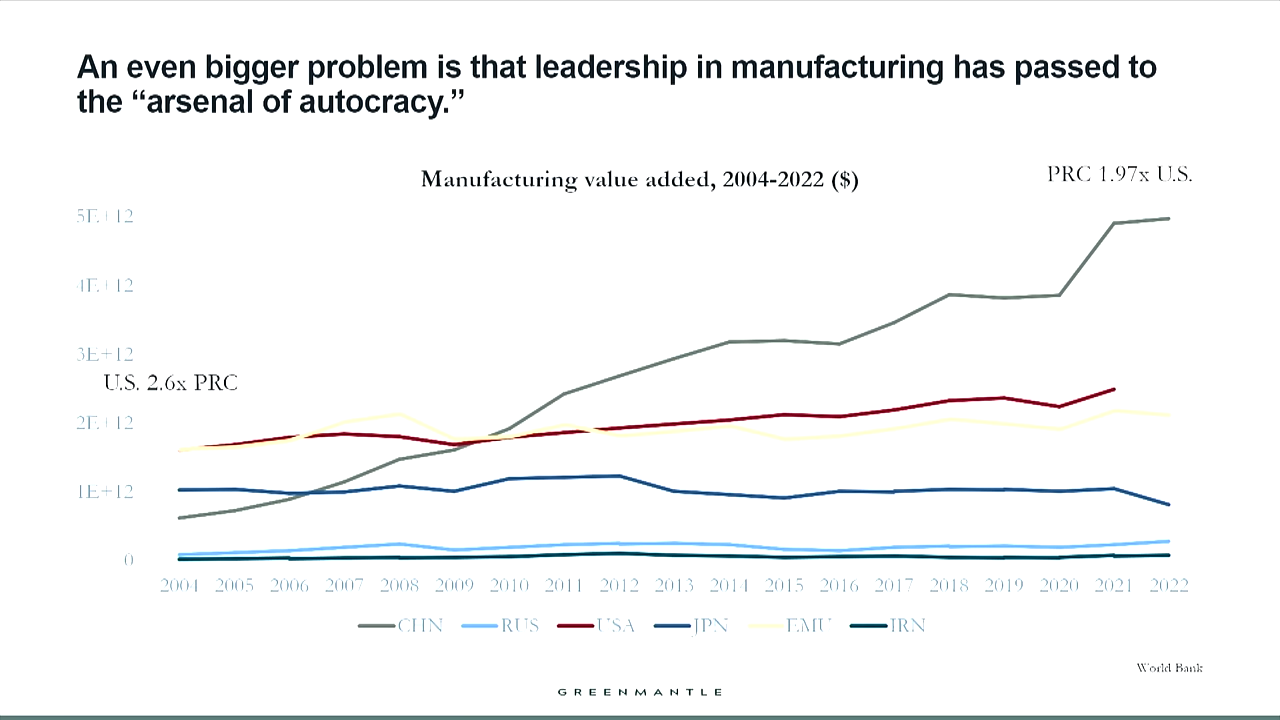 An even bigger problem is that leadership in manufacturing has passed to
the “arsenal of autocracy.”
Manufacturing value added, 2004-2022 ($)
PRC 1.97x U.S.
5E+12
4E+12
3E+12
U.S. 2.6x PRC
2E+12
1E+12
0
2004 2005 2006 2007 2008 2009 2010 2011 2012 2013 2014 2015 2016 2017 2018 2019 2020 2021 2022
CHN RUS USA JPN EMU IRN
World Bank
GREENMANTLE